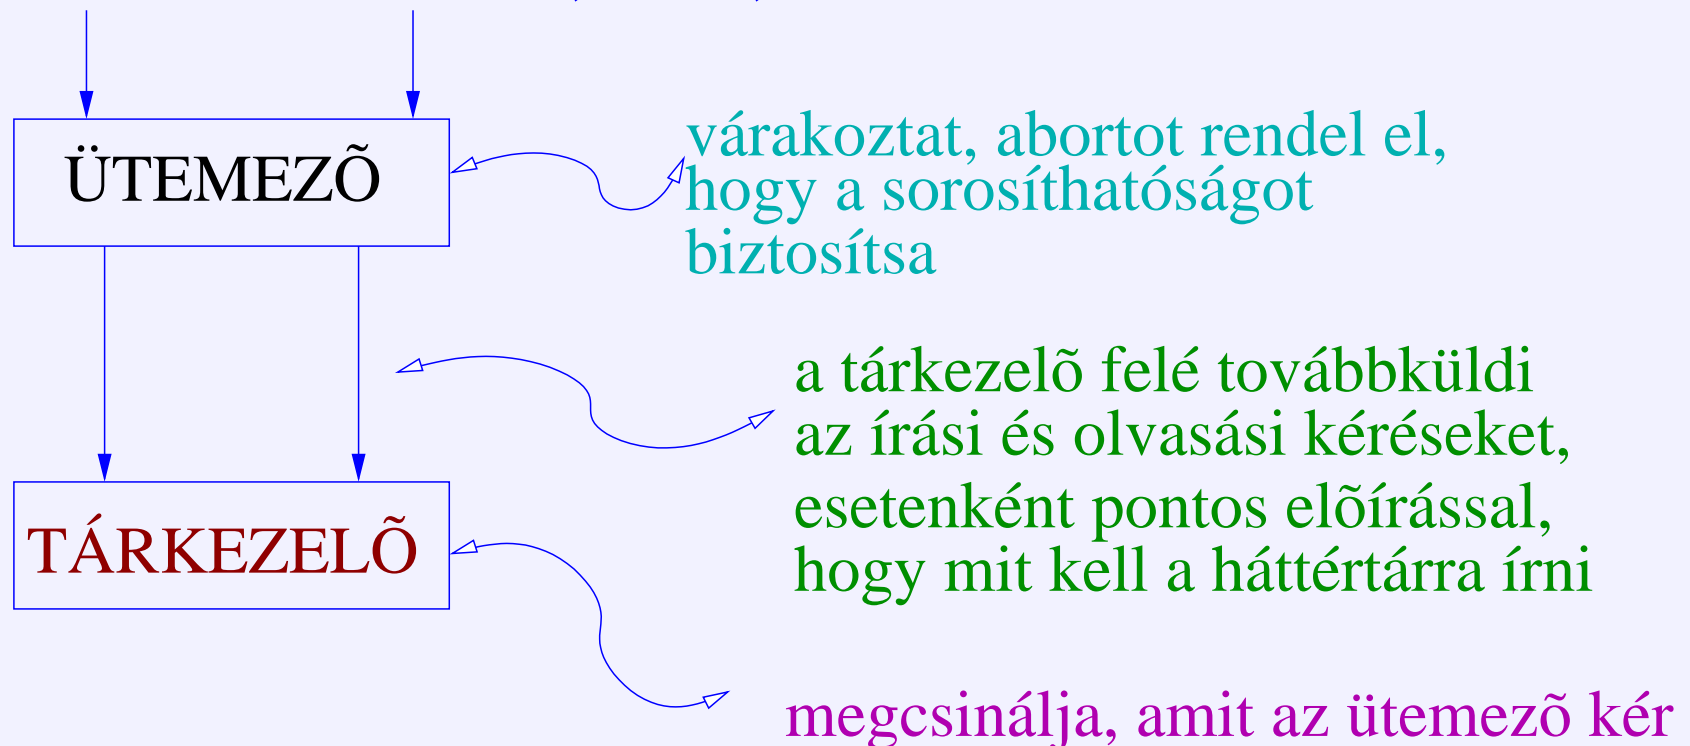 ÜTEMEZÕ
várakoztat, abortot rendel el,
hogy a sorosíthatóságot
biztosítsa
a tárkezelõ felé továbbküldi
az írási és olvasási kéréseket,
esetenként pontos elõírással,
hogy mit kell a háttértárra írni
TÁRKEZELÕ
megcsinálja, amit az ütemezõ kér